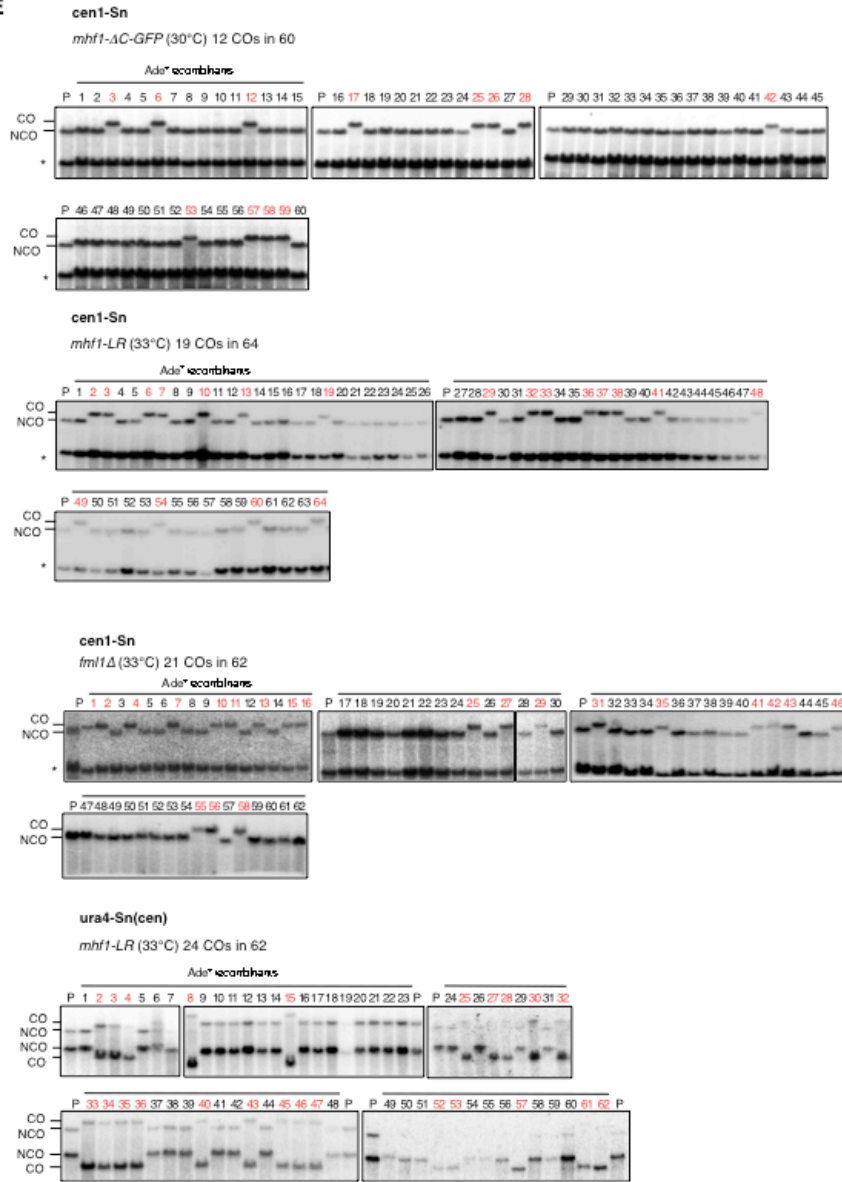 E
cen1-Sn
mhf1-ΔC-GFP (30°C) 12 COs in 60
Ade+ recombinants
P 1 2 3 4 5 6 7 8 9 10 11 12 13 14 15 P 16 17 18 19 20 21 22 23 24 25 26 27 28 P 29 30 31 32 33 34 35 36 37 38 39 40 41 42 43 44 45
CO
NCO
*
P 46 47 48 49 50 51 52 53 54 55 56 57 58 59 60
CO
NCO
*
cen1-Sn
mhf1-LR (33°C) 19 COs in 64
Ade+ recombinants
P 1 2 3 4 5 6 7 8 9 10 11 12 13 14 15 16 17 18 19 20 21 22 23 24 25 26 P 27 28 29 30 31 32 33 34 35 36 37 38 39 40 41 42 43 44 45 46 47 48
CO
NCO
*
P 49 50 51 52 53 54 55 56 57 58 59 60 61 62 63 64
CO
NCO
*
cen1-Sn
fml1Δ (33°C) 21 COs in 62
Ade+ recombinants
P 1 2 3 4 5 6 7 8 9 10 11 12 13 14 15 16 P 17 18 19 20 21 22 23 24 25 26 27 28 29 30 P 31 32 33 34 35 36 37 38 39 40 41 42 43 44 45 46
CO
NCO
*
P 47 48 49 50 51 52 53 54 55 56 57 58 59 60 61 62
CO
NCO
ura4-Sn(cen)
mhf1-LR (33°C) 24 COs in 62
Ade+ recombinants
P 1 2 3 4 5 6 7 8 9 10 11 12 13 14 15 16 17 18 19 20 21 22 23 P P 24 25 26 27 28 29 30 31 32
CO
NCO
NCO
CO
P 33 34 35 36 37 38 39 40 41 42 43 44 45 46 47 48 P P 49 50 51 52 53 54 55 56 57 58 59 60 61 62 P
CO
NCO
NCO
CO